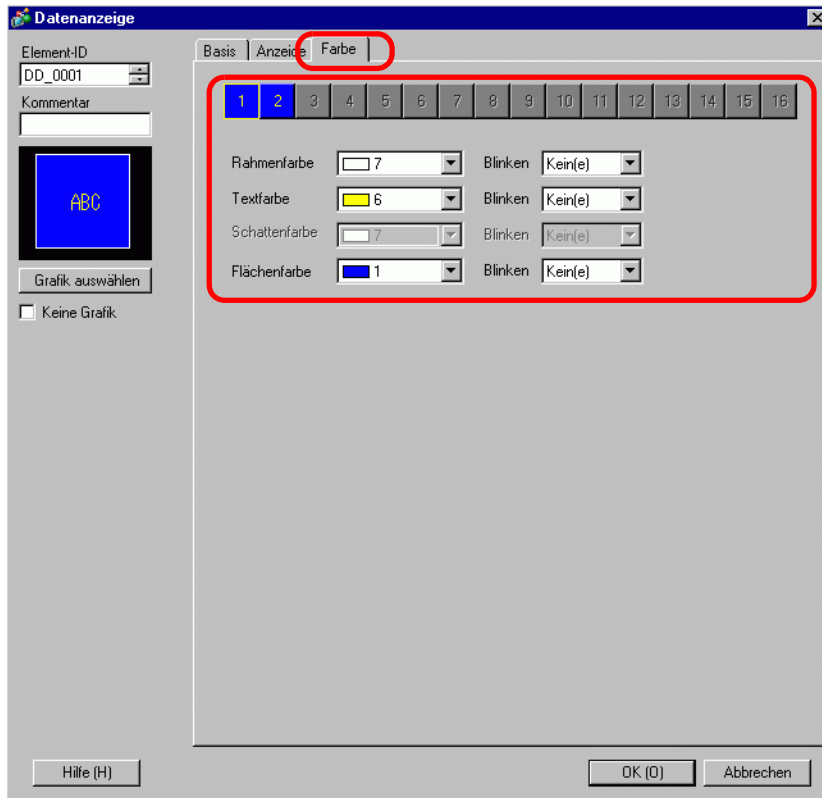 Datenanzeige
Element-ID
DD_0001
Kommentar
ABC
Grafik auswählen
Keine Grafik
Basis Anzeide Farbe
1 2 3 4 5 6 7 8 9 10 11 12 13 14 15 16
Rahmenfarbe 7 Blinken Kein(e)
Textfarbe 6 Blinken Kein(e)
Schattenfarbe 7 Blinken Kein(e)
Flächenfarbe 1 Blinken Kein(e)
Hilfe (H) OK (O) Abbrechen